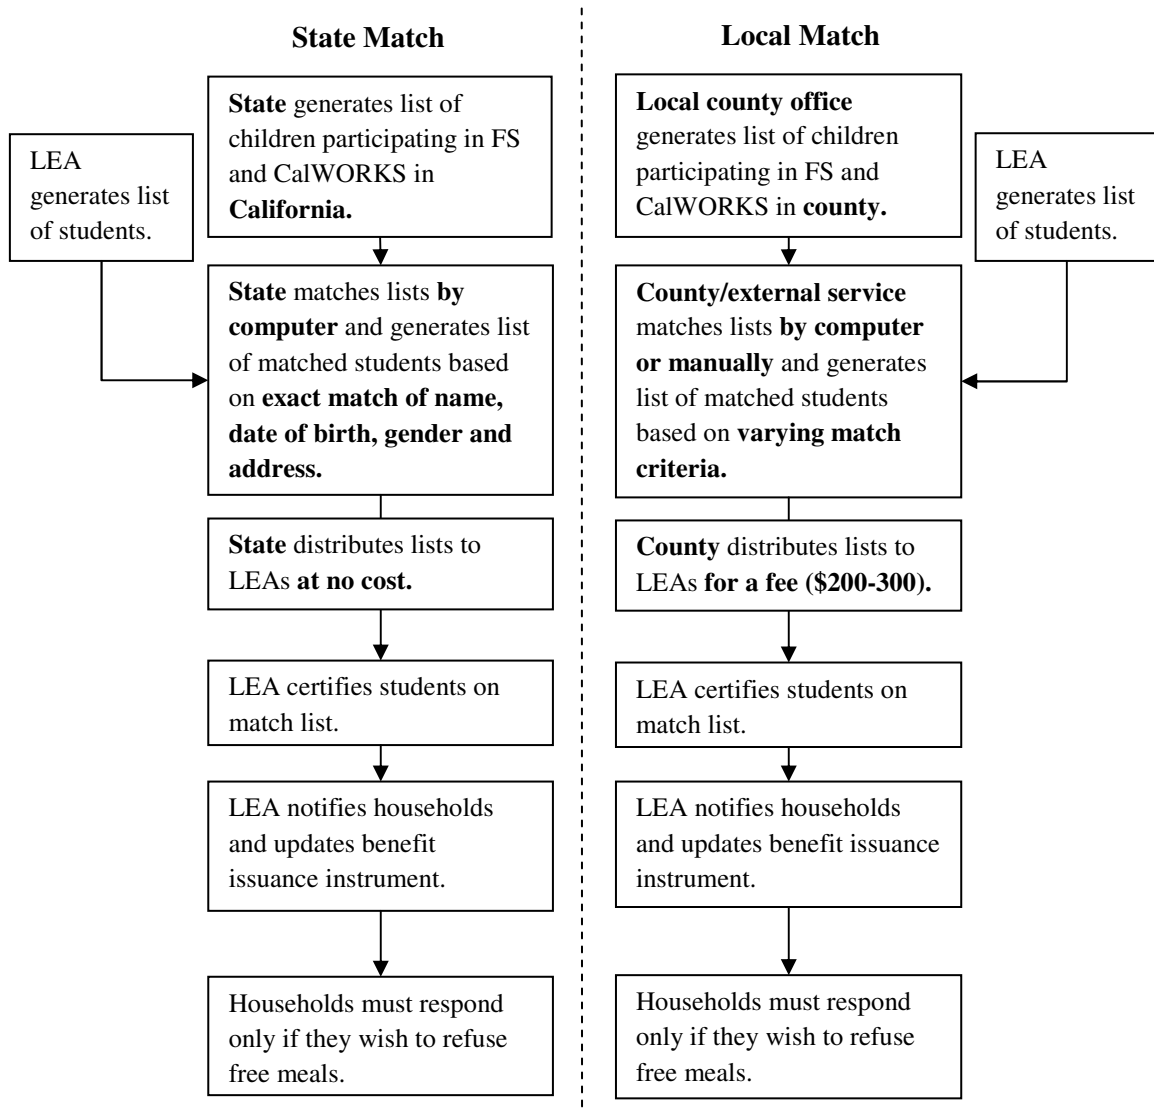 State Match
State generates list of
children participating in FS
and CalWORKS in
California.
LEA
generates list
of students.
State matches lists by
computer and generates list
of matched students based
on exact match of name,
date of birth, gender and
address.
State distributes lists to
LEAs at no cost.
LEA certifies students on
match list.
LEA notifies households
and updates benefit
issuance instrument.
Households must respond
only if they wish to refuse
free meals.
Local Match
Local county office
generates list of children
participating in FS and
CalWORKS in county.
LEA
generates list
of students.
County/external service
matches lists by computer
or manually and generates
list of matched students
based on varying match
criteria.
County distributes lists to
LEAs for a fee ($200-300).
LEA certifies students on
match list.
LEA notifies households
and updates benefit issuance
instrument.
Households must respond
only if they wish to refuse
free meals.